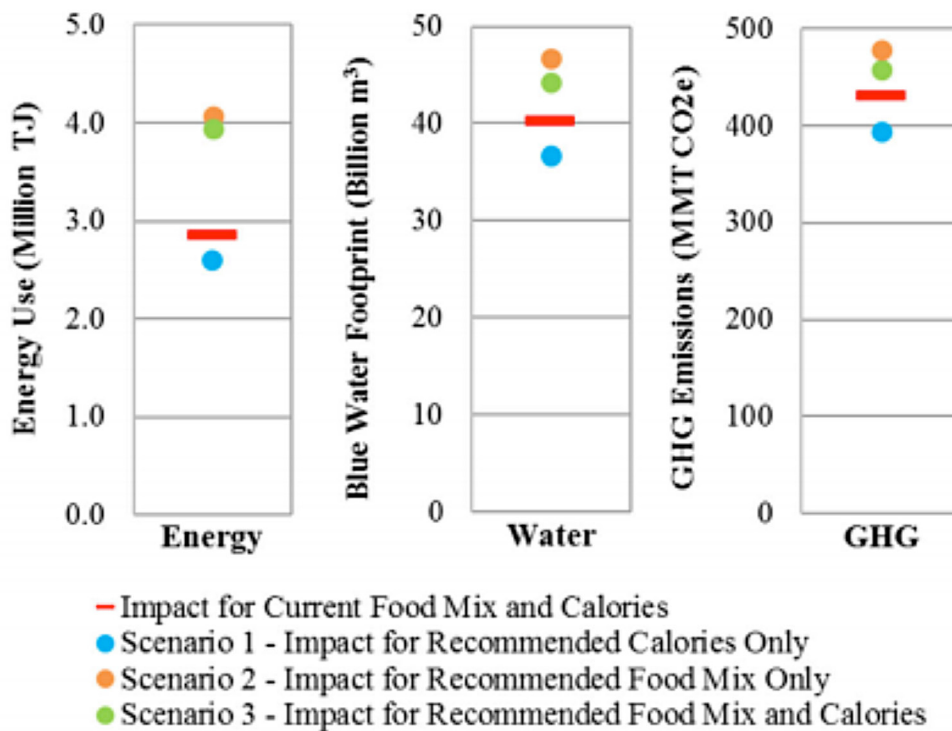 Energy Use (Million TJ)
5.0
4.0
3.0
2.0
1.0
0.0
Energy
Blue Water Footprint (Billion m³)
50
40
30
20
10
0
Water
GHG Emissions (MMT CO2e)
500
400
300
200
100
0
GHG
Impact for Current Food Mix and Calories
Scenario 1 - Impact for Recommended Calories Only
Scenario 2 - Impact for Recommended Food Mix Only
Scenario 3 - Impact for Recommended Food Mix and Calories